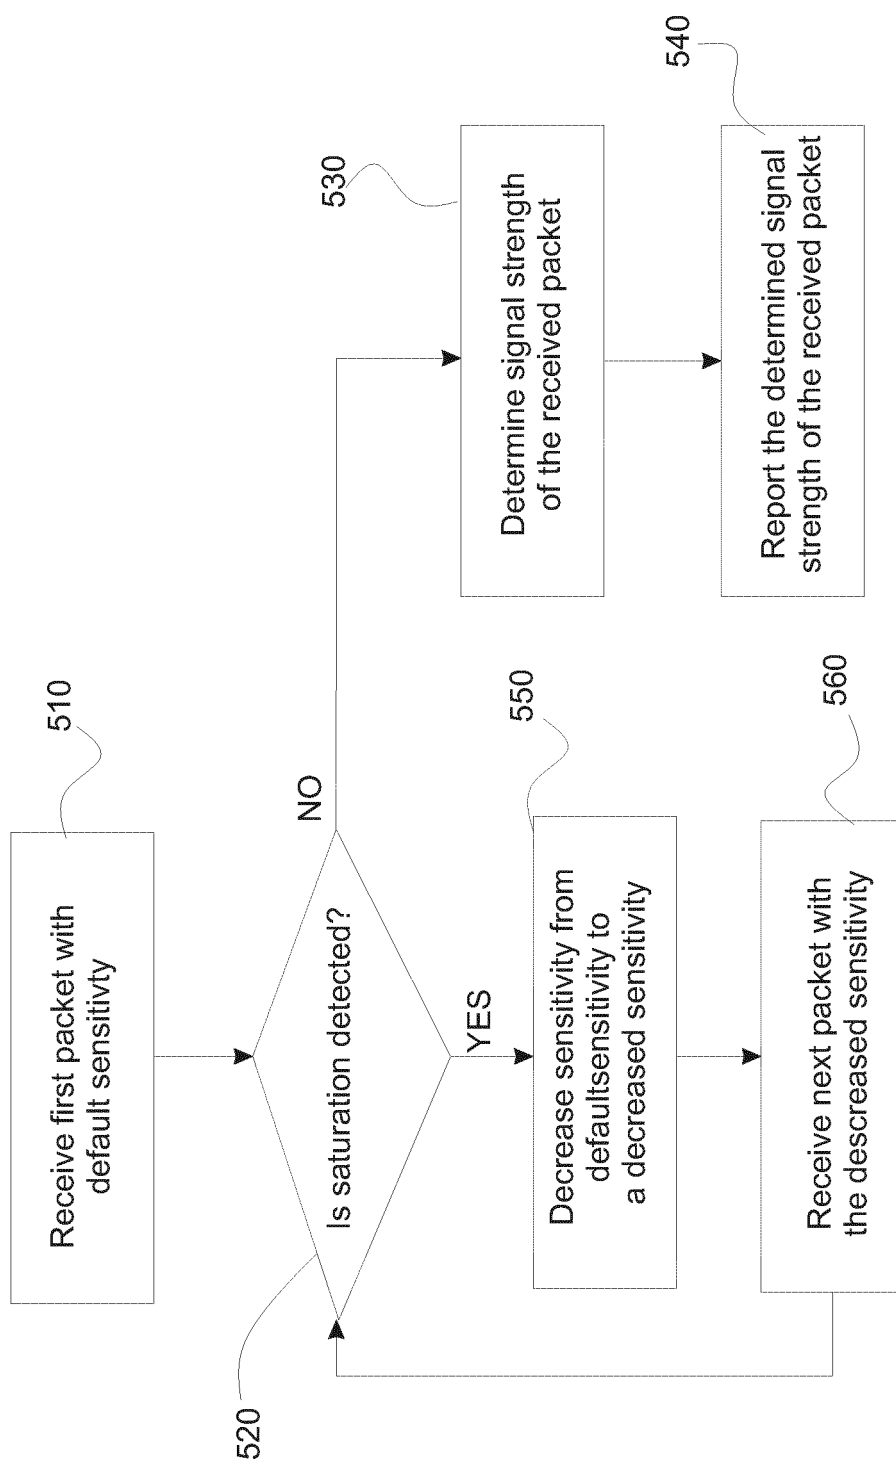 510
Receive first packet with
default sensitivty
520
Is saturation detected?
NO
YES
530
Determine signal strength
of the received packet
540
Report the determined signal
strength of the received packet
550
Decrease sensitivity from
defaultsensitivity to
a decreased sensitivity
560
Receive next packet with
the descreased sensitivity